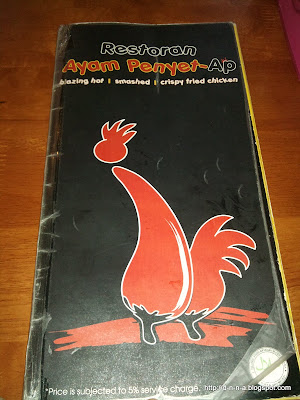 Restoran
Ayam Penyet-Ap
blazing hot | smashed | crispy fried chicken
*Price is subjected to 5% service charge.